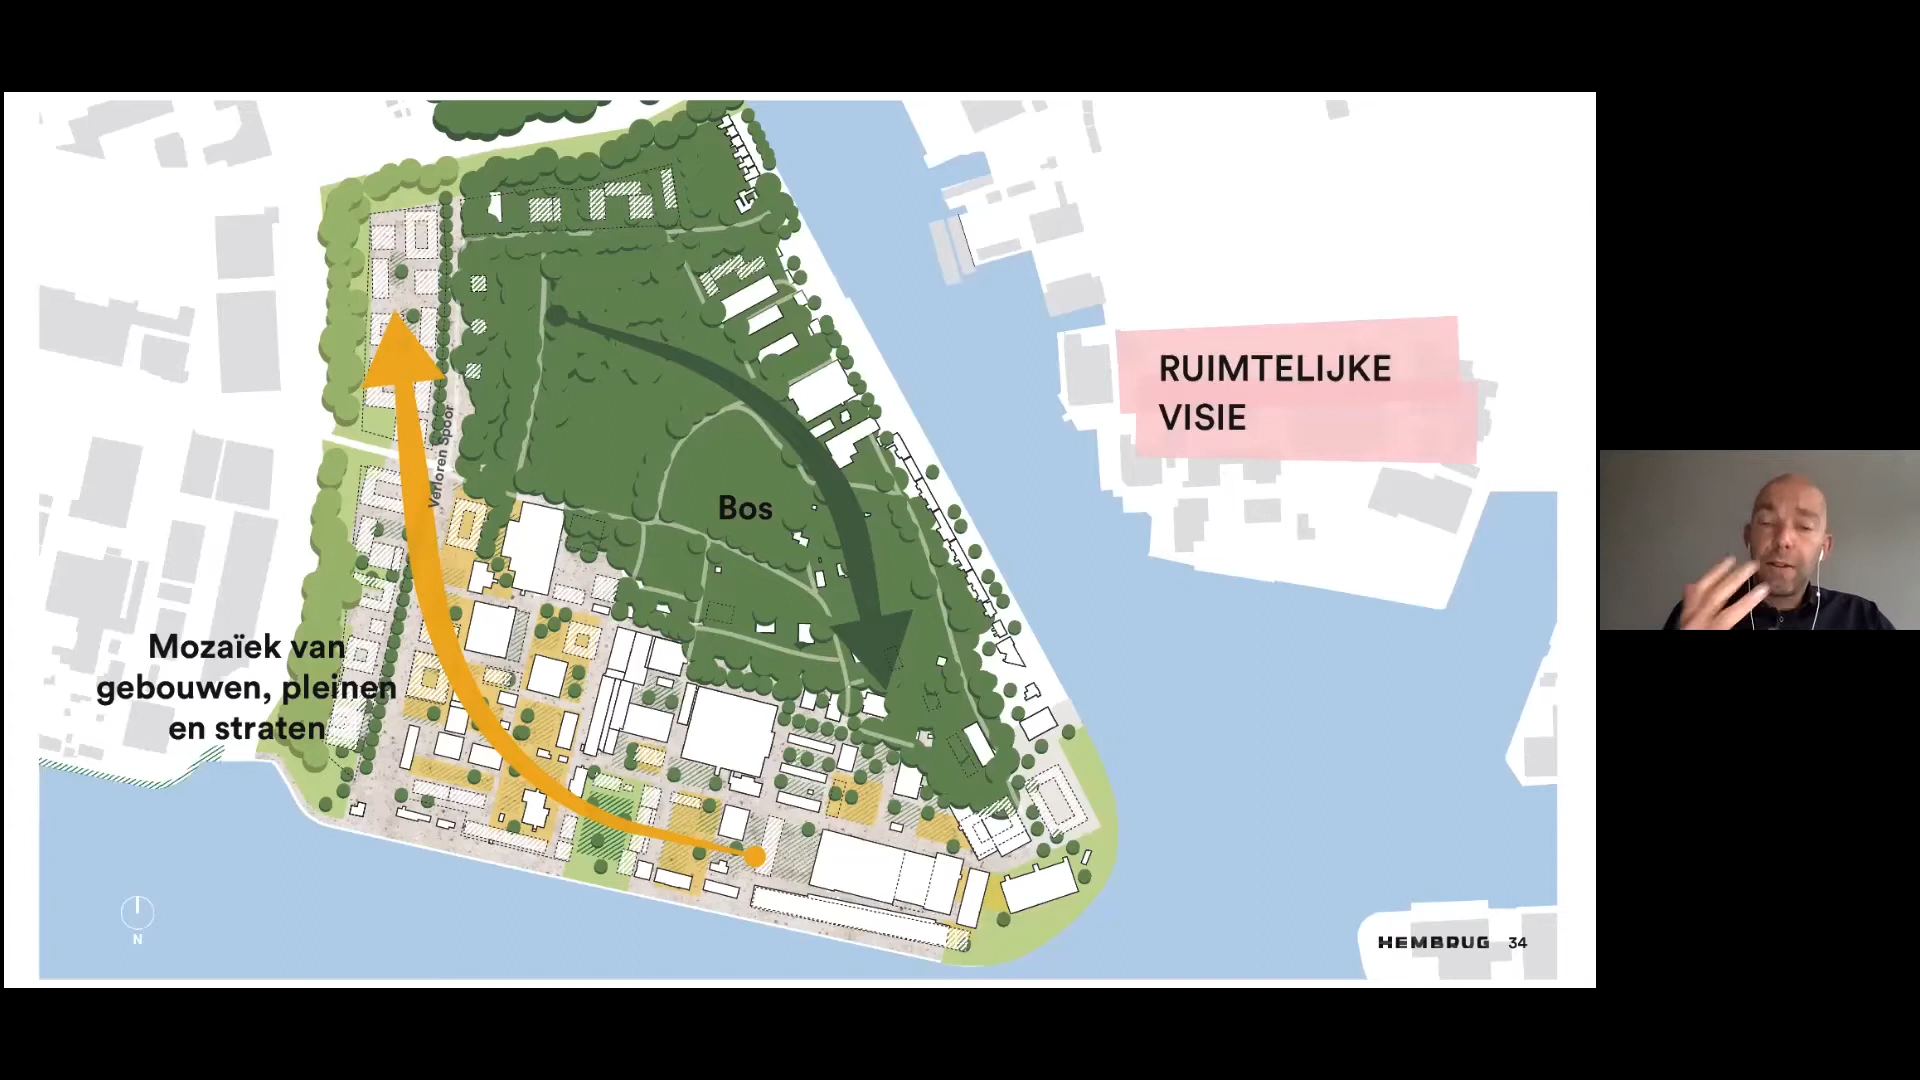 RUIMTELIJKE
VISIE
Verloren Spoor
Bos
Mozaïek van
gebouwen, pleinen
en straten
N
HEMBRUG 34